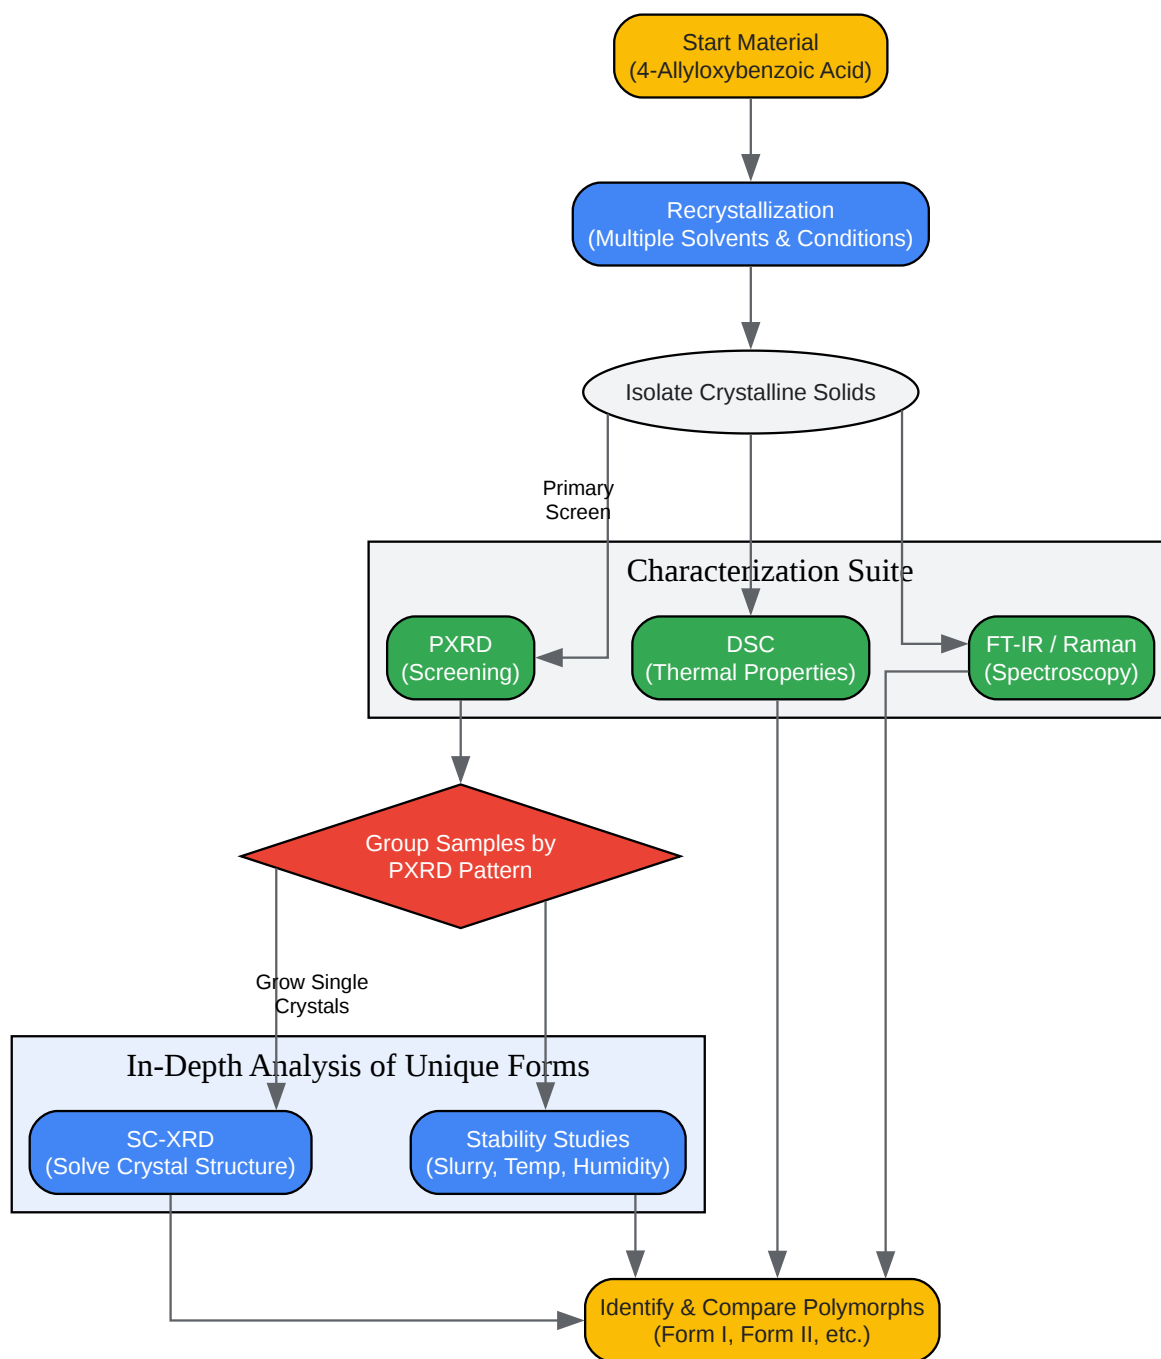 Start Material
(4-Allyloxybenzoic Acid)
Recrystallization
(Multiple Solvents & Conditions)
Isolate Crystalline Solids
Primary
Screen
Characterization Suite
PXRD
(Screening)
DSC
(Thermal Properties)
FT-IR / Raman
(Spectroscopy)
Group Samples by
PXRD Pattern
Grow Single
Crystals
In-Depth Analysis of Unique Forms
SC-XRD
(Solve Crystal Structure)
Stability Studies
(Slurry, Temp, Humidity)
Identify & Compare Polymorphs
(Form I, Form II, etc.)